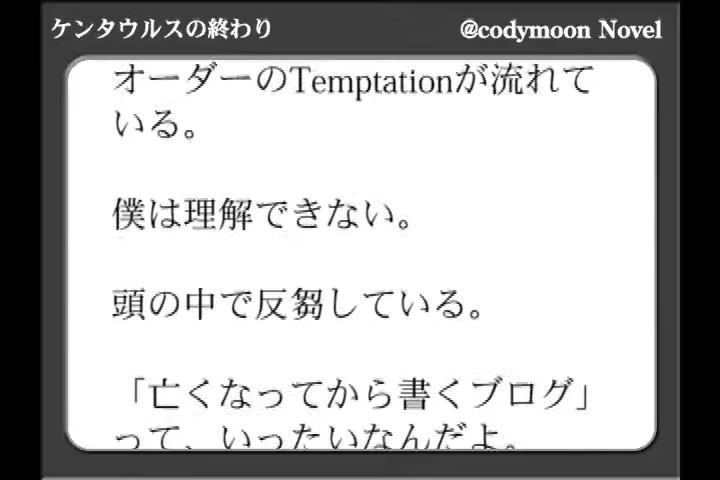 ケンタウルスの終わり
@codymoon Novel
オーダーのTemptationが流れて
いる。
僕は理解できない。
頭の中で反芻している。
「亡くなってから書くブログ」
って、いったいなんだよ。